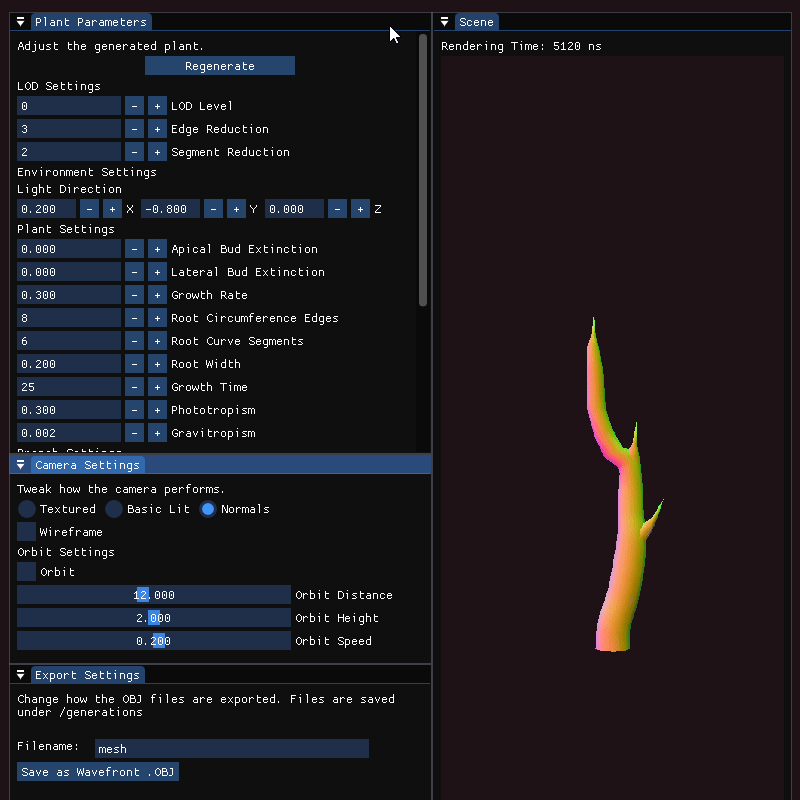 Plant Parameters
Adjust the generated plant.
Regenerate
LOD Settings
0 - + LOD Level
3 - + Edge Reduction
2 - + Segment Reduction
Environment Settings
Light Direction
0.200 - + X -0.800 - + Y 0.000 - + Z
Plant Settings
0.000 - + Apical Bud Extinction
0.000 - + Lateral Bud Extinction
0.300 - + Growth Rate
8 - + Root Circumference Edges
6 - + Root Curve Segments
0.200 - + Root Width
25 - + Growth Time
0.300 - + Phototropism
0.002 - + Gravitropism
Camera Settings
Tweak how the camera performs.
Textured Basic Lit Normals
Wireframe
Orbit Settings
Orbit
12.000 Orbit Distance
2.000 Orbit Height
0.200 Orbit Speed
Export Settings
Change how the OBJ files are exported. Files are saved
under /generations
Filename: mesh
Save as Wavefront .OBJ
Scene
Rendering Time: 5120 ns